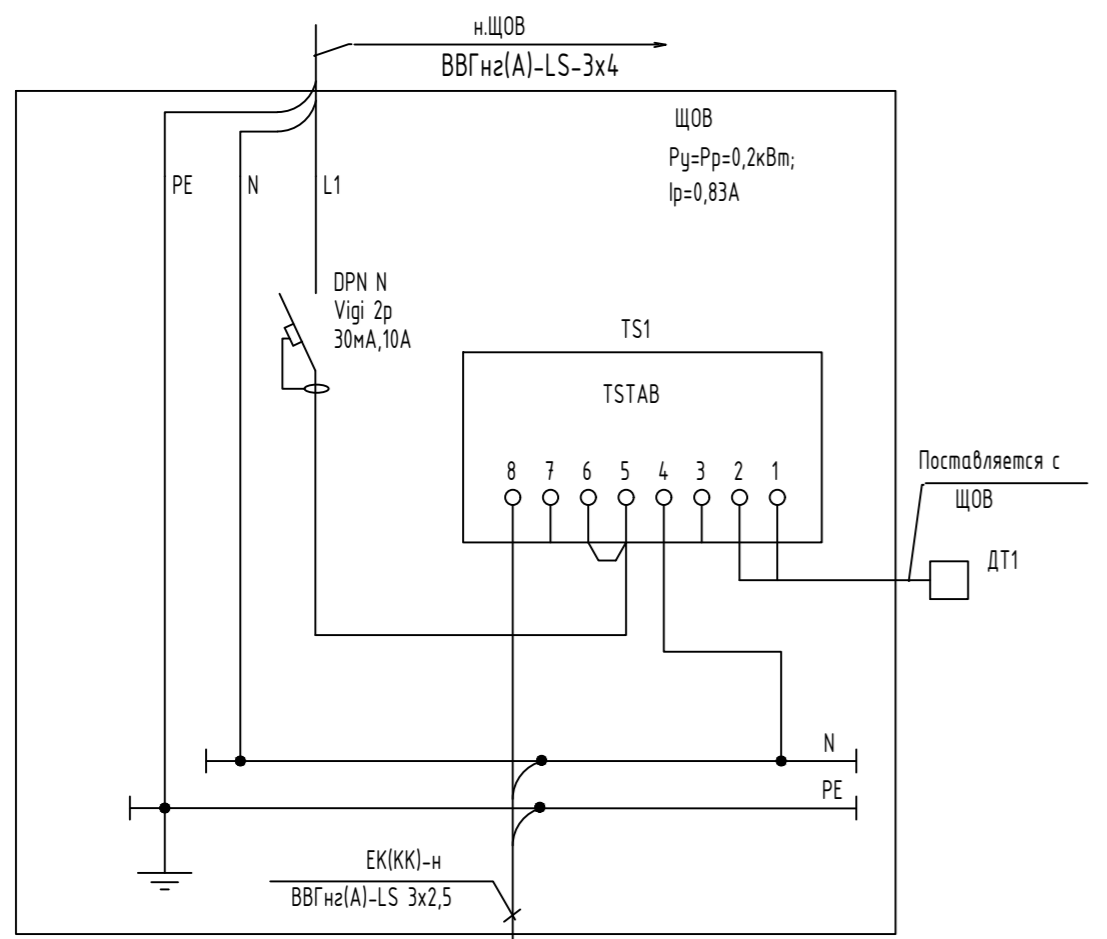 н.ЩОВ
ВВГнг(А)-LS-3х4
ЩОВ
Ру=Рр=0,2кВт;
Iр=0,83А
PE
N
L1
DPN N
Vigi 2p
30мА,10А
TS1
TSTAB
8 7 6 5 4 3 2 1
Поставляется с
ЩОВ
ДТ1
N
PE
ЕК(КК)-н
ВВГнг(А)-LS 3х2,5